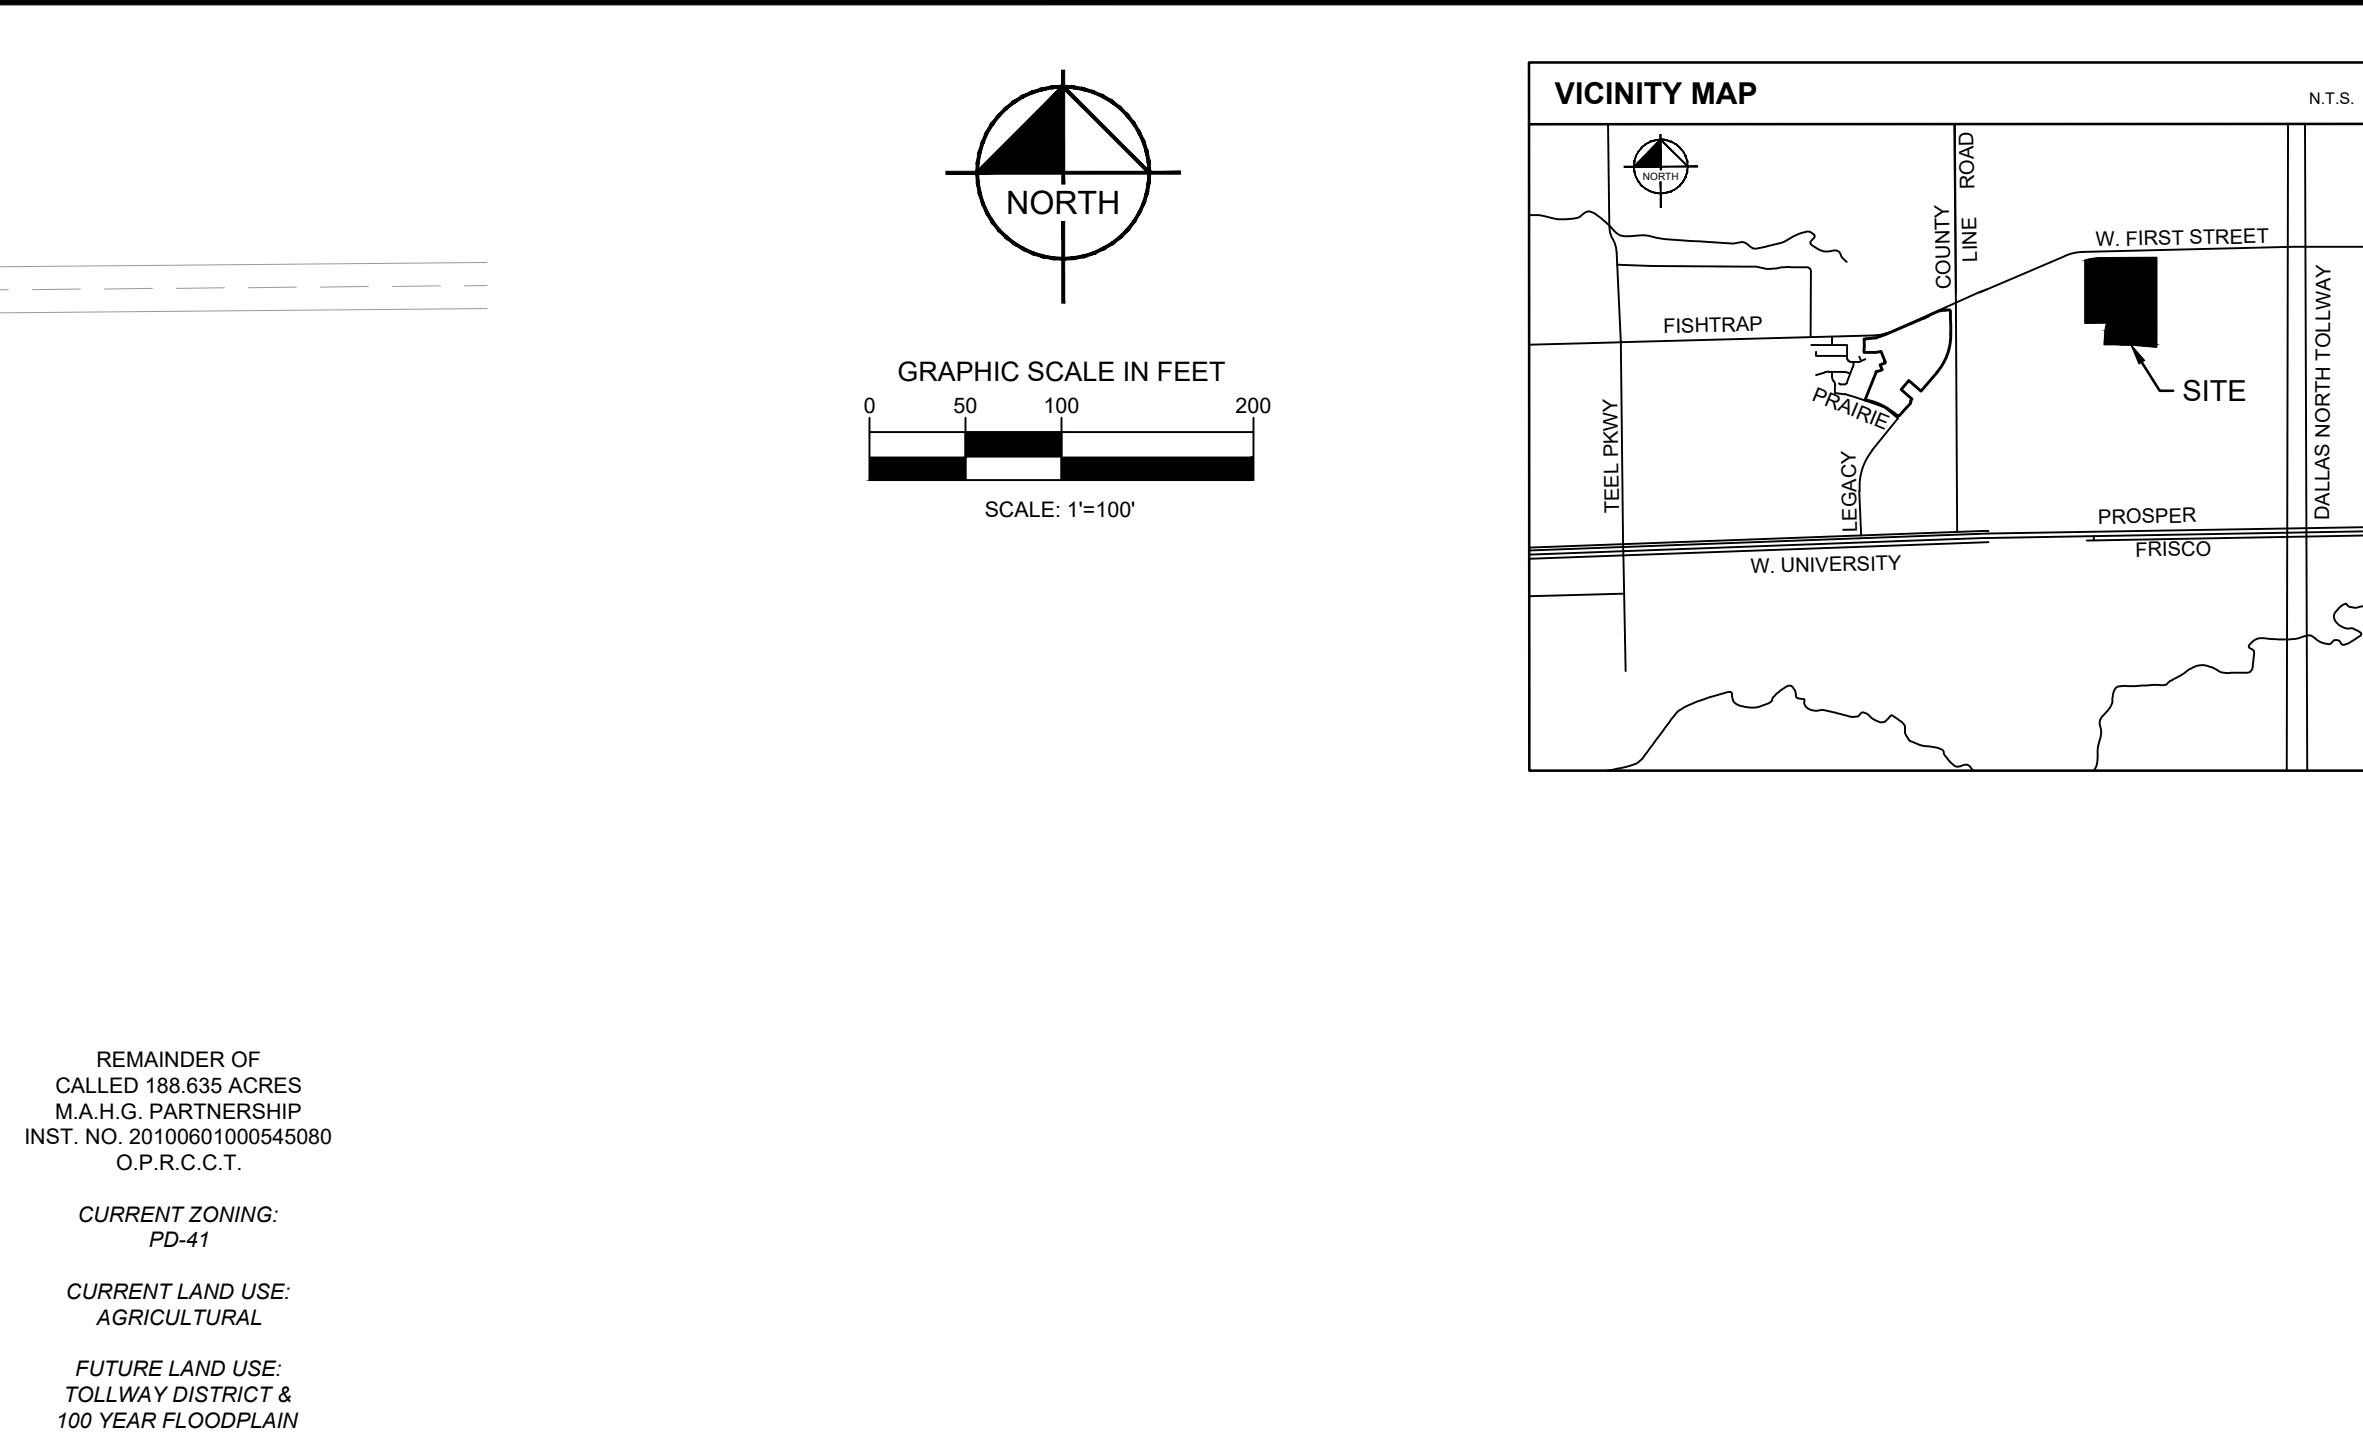 NORTH
GRAPHIC SCALE IN FEET
0 50 100 200
SCALE: 1'=100'
VICINITY MAP
N.T.S.
NORTH
COUNTY
LINE ROAD
W. FIRST STREET
FISHTRAP
PRAIRIE
SITE
DALLAS NORTH TOLLWAY
TEEL PKWY
LEGACY
PROSPER
FRISCO
W. UNIVERSITY
REMAINDER OF
CALLED 188.635 ACRES
M.A.H.G. PARTNERSHIP
INST. NO. 20100601000545080
O.P.R.C.C.T.
CURRENT ZONING:
PD-41
CURRENT LAND USE:
AGRICULTURAL
FUTURE LAND USE:
TOLLWAY DISTRICT &
100 YEAR FLOODPLAIN